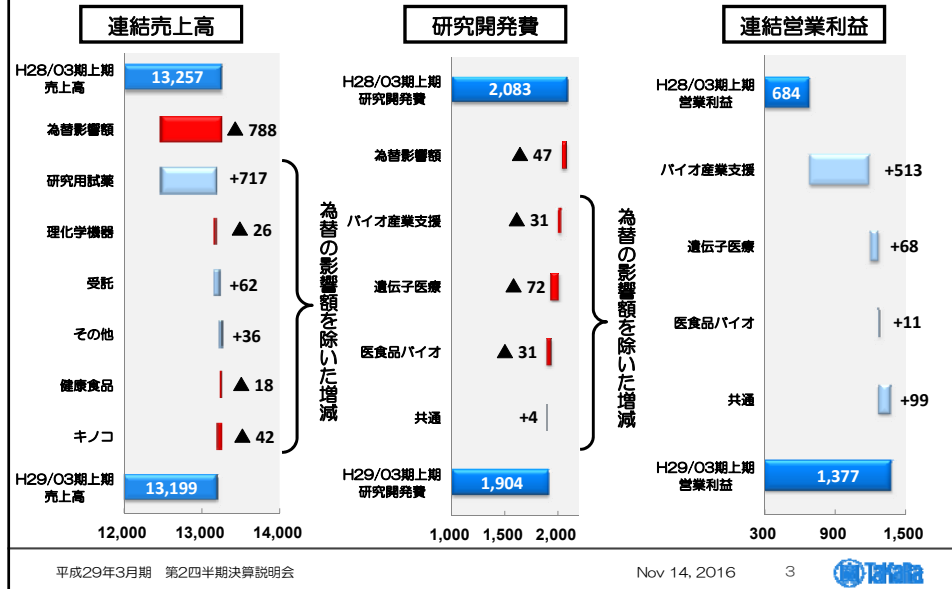 連結売上高
H28/03期上期
売上高
13,257
為替影響額
▲ 788
研究用試薬
+717
理化学機器
▲ 26
受託
+62
その他
+36
健康食品
▲ 18
キノコ
▲ 42
H29/03期上期
売上高
13,199
12,000 13,000 14,000
為替の影響額を除いた増減
研究開発費
H28/03期上期
研究開発費
2,083
為替影響額
▲ 47
バイオ産業支援
▲ 31
遺伝子医療
▲ 72
医食品バイオ
▲ 31
共通
+4
H29/03期上期
研究開発費
1,904
1,000 1,500 2,000
為替の影響額を除いた増減
連結営業利益
H28/03期上期
営業利益
684
バイオ産業支援
+513
遺伝子医療
+68
医食品バイオ
+11
共通
+99
H29/03期上期
営業利益
1,377
300 900 1,500
平成29年3月期 第2四半期決算説明会
Nov 14, 2016
3
TaKaRa